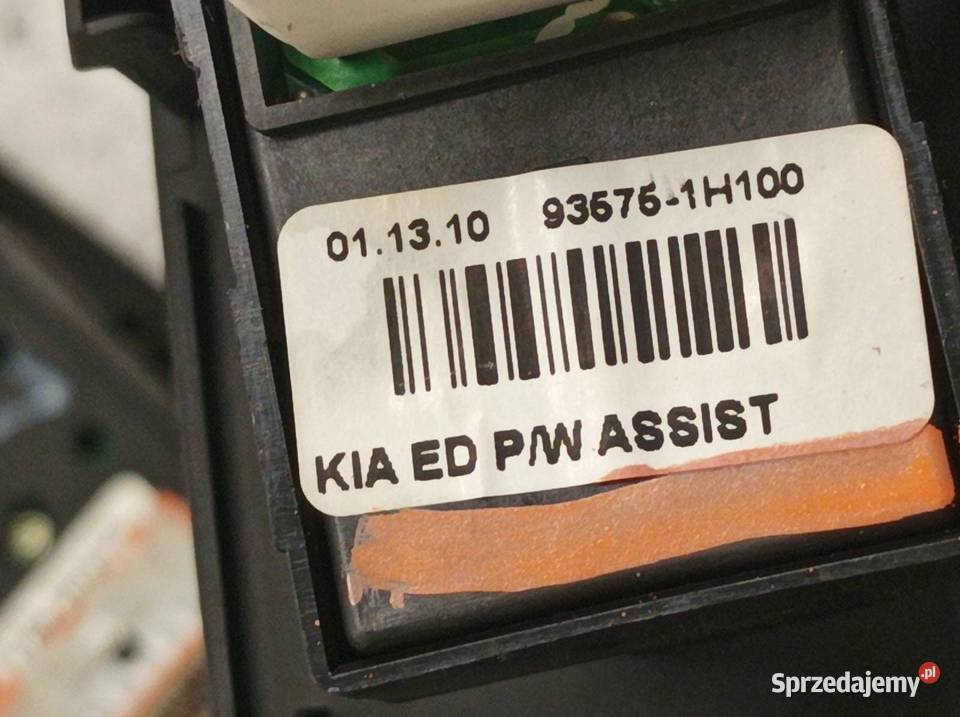 01.13.10 93575-1H100
KIA ED P/W ASSIST
Sprzedajemy.pl